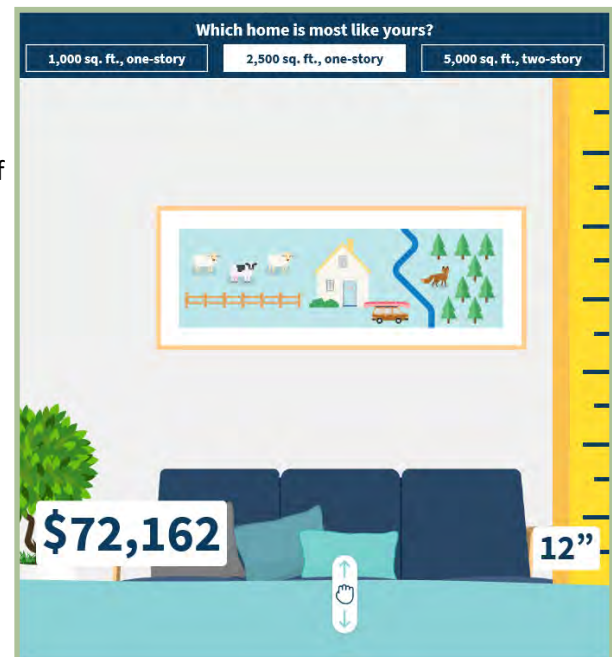 Which home is most like yours?
1,000 sq. ft., one-story
2,500 sq. ft., one-story
5,000 sq. ft., two-story
f
$72,162
12”